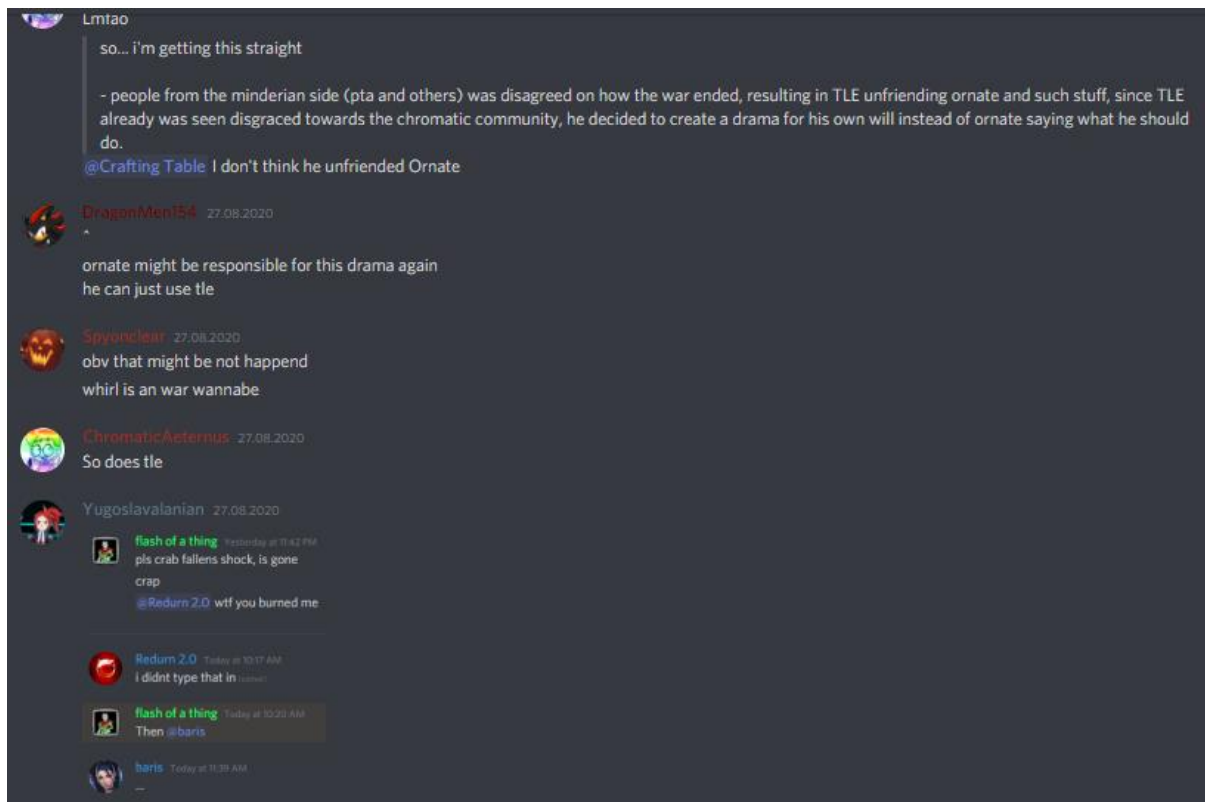 Lmfao
so... i'm getting this straight
- people from the minderian side (pta and others) was disagreed on how the war ended, resulting in TLE unfriending ornate and such stuff, since TLE
already was seen disgraced towards the chromatic community, he decided to create a drama for his own will instead of ornate saying what he should
do.
@Crafting Table I don't think he unfriended Ornate
DragonMen154 27.08.2020
^
ornate might be responsible for this drama again
he can just use tle
Spyonclear 27.08.2020
obv that might be not happend
whirl is an war wannabe
ChromaticAeternus 27.08.2020
So does tle
Yugoslavalanian 27.08.2020
flash of a thing Yesterday at 11:42 PM
pls crab fallens shock, is gone
crap
@Redurn 2.0 wtf you burned me
Redurn 2.0 Today at 10:17 AM
i didnt type that in
flash of a thing Today at 10:20 AM
Then @baris
baris Today at 11:39 AM
...